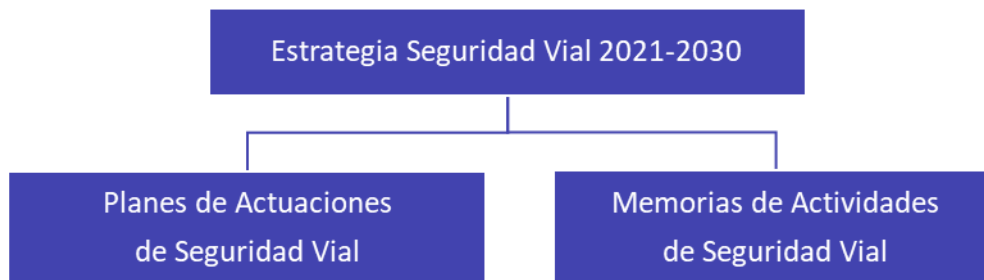 Estrategia Seguridad Vial 2021-2030
Planes de Actuaciones
de Seguridad Vial
Memorias de Actividades
de Seguridad Vial